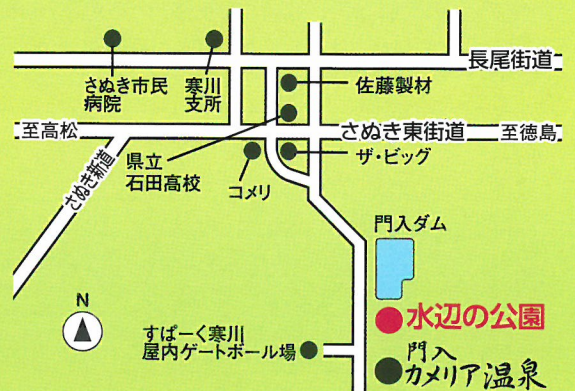 長尾街道
さぬき市民
病院
寒川
支所
佐藤製材
至高松
さぬき東街道
至徳島
県立
石田高校
コメリ
ザ・ビッグ
さぬき新道
門入ダム
N
水辺の公園
すぱーく寒川
屋内ゲートボール場
門入
カメリア温泉